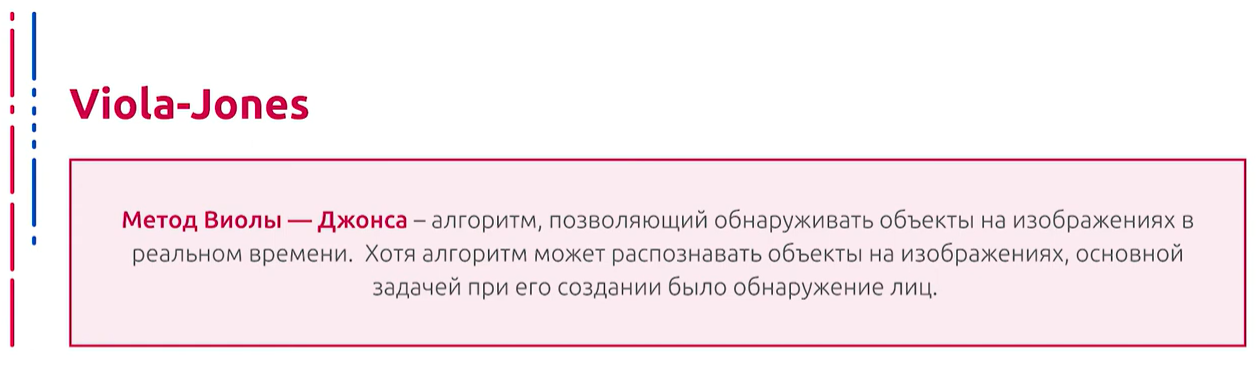 Viola-Jones
Метод Виолы — Джонса – алгоритм, позволяющий обнаруживать объекты на изображениях в
реальном времени.  Хотя алгоритм может распознавать объекты на изображениях, основной
задачей при его создании было обнаружение лиц.